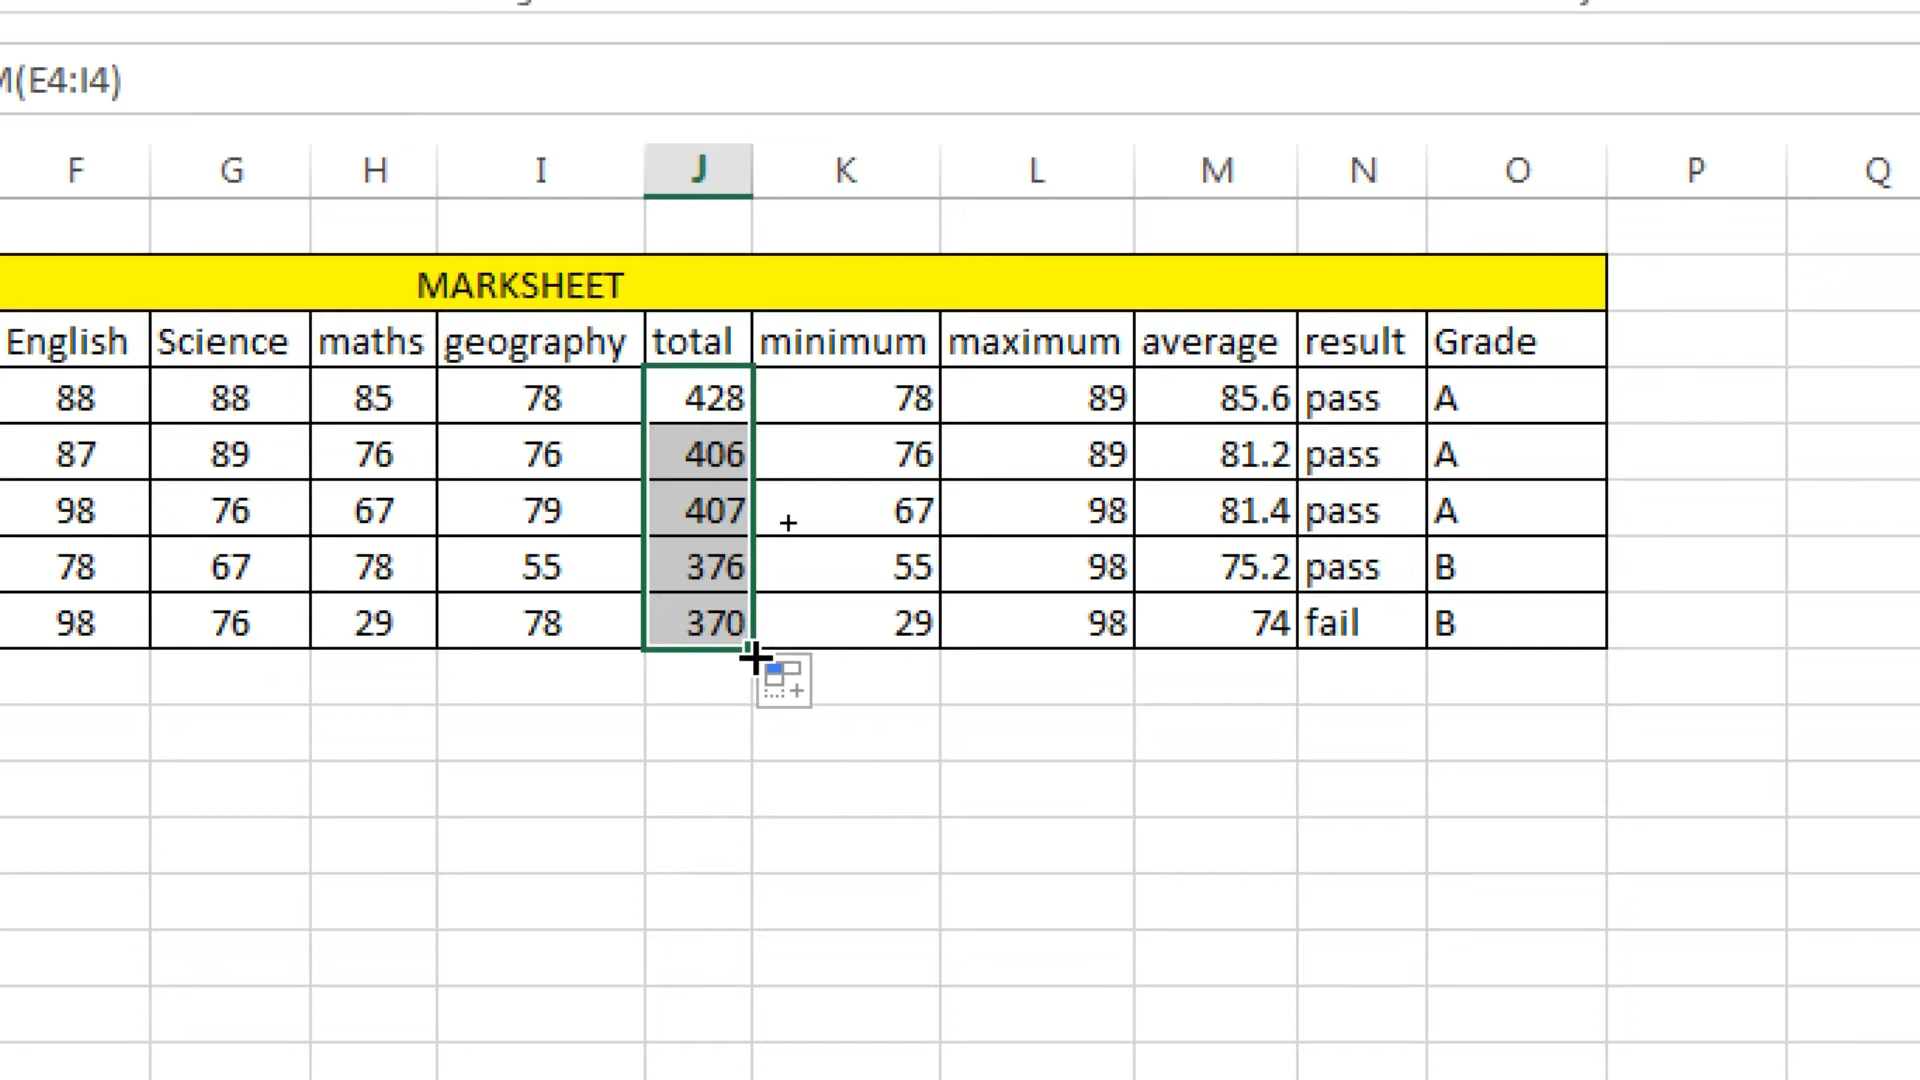 M(E4:I4)
F G H I J K L M N O P Q
MARKSHEET
English Science maths geography total minimum maximum average result Grade
88 88 85 78 428 78 89 85.6 pass A
87 89 76 76 406 76 89 81.2 pass A
98 76 67 79 407 67 98 81.4 pass A
78 67 78 55 376 55 98 75.2 pass B
98 76 29 78 370 29 98 74 fail B